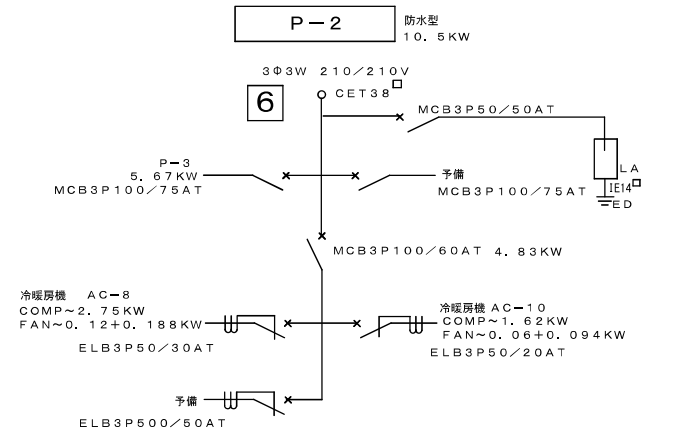 P－2
防水型
10. 5KW
3Φ3W 210／210V
6
CET38□
MCB3P50／50AT
P－3
5. 67KW
MCB3P100／75AT
予備
MCB3P100／75AT
LA
IE14□
ED
MCB3P100／60AT 4. 83KW
冷暖房機 AC－8
COMP～2. 75KW
FAN～0. 12+0. 188KW
ELB3P50／30AT
冷暖房機 AC－10
COMP～1. 62KW
FAN～0. 06+0. 094KW
ELB3P50／20AT
予備
ELB3P500／50AT